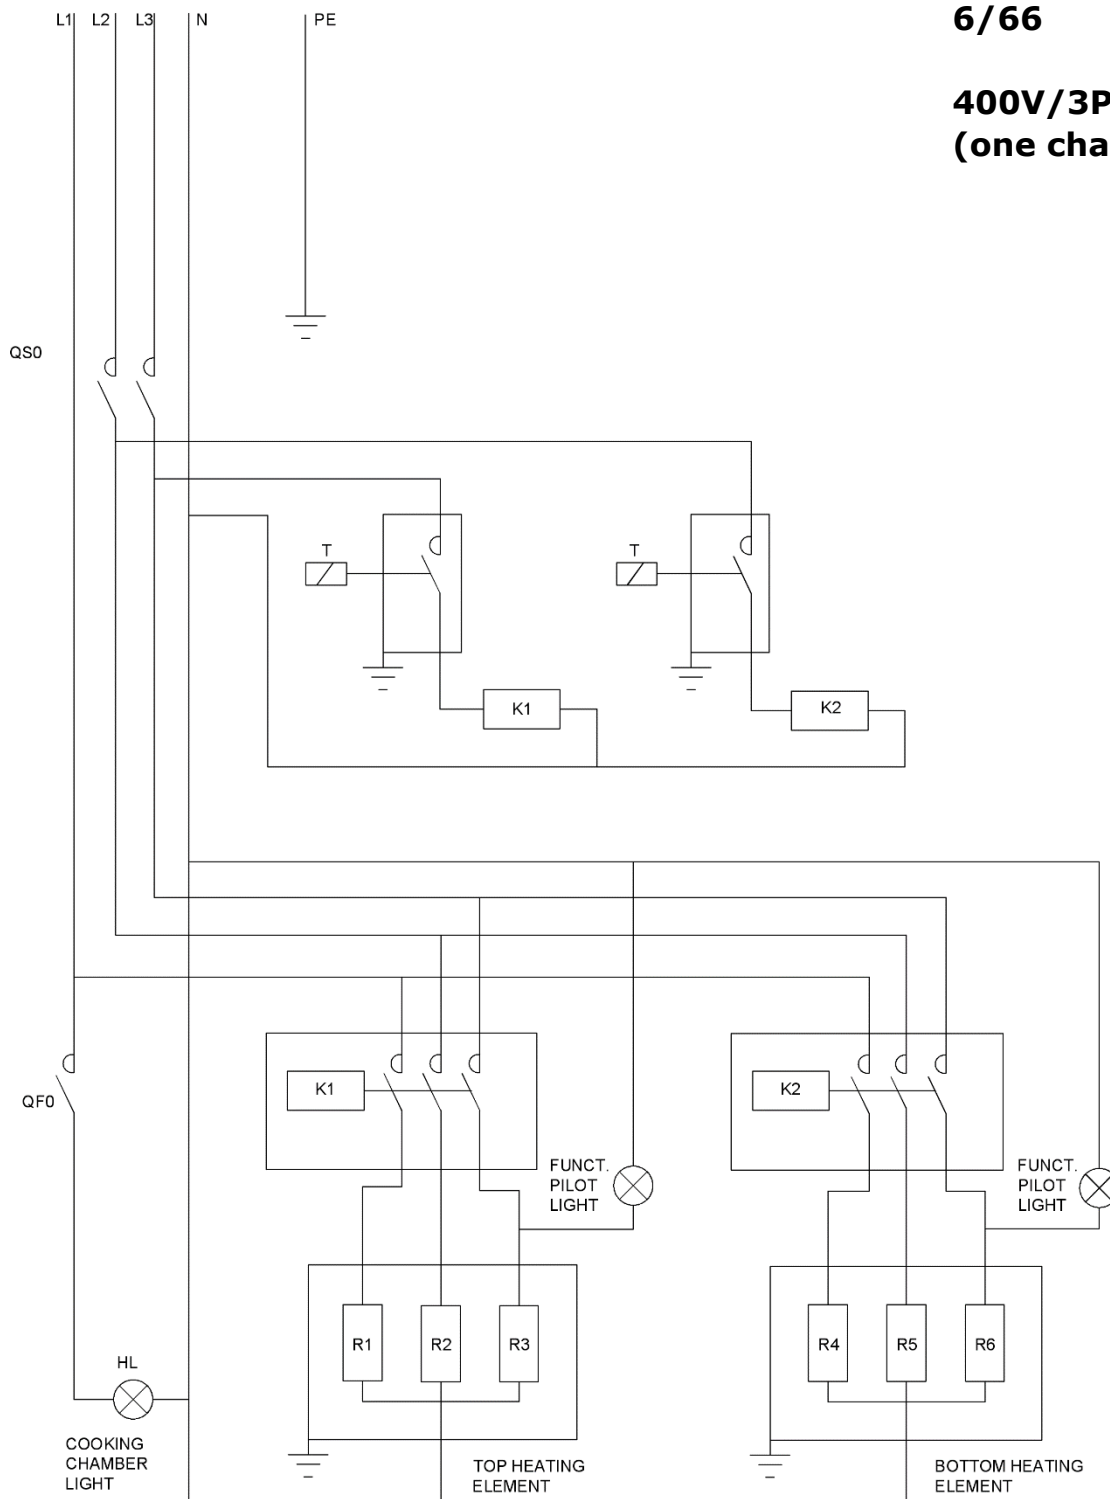 L1 L2 L3 N PE
6/66
400V/3P
(one cha
QS0
T
T
K1
K2
QF0
K1
K2
FUNCT.
PILOT
LIGHT
FUNCT.
PILOT
LIGHT
R1
R2
R3
R4
R5
R6
HL
COOKING
CHAMBER
LIGHT
TOP HEATING
ELEMENT
BOTTOM HEATING
ELEMENT